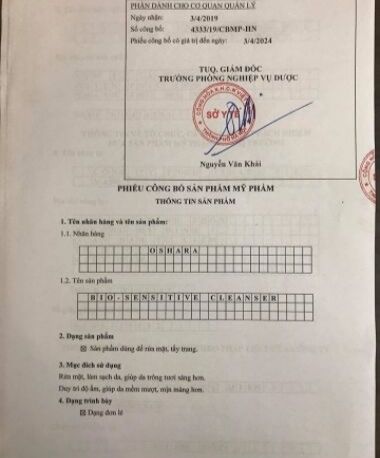 PHẦN DÀNH CHO CƠ QUAN QUẢN LÝ
Ngày nhận: 3/4/2019
Số công bố: 4333/19/CBMP-HN
Phiếu công bố có giá trị đến ngày: 3/4/2024
TUQ. GIÁM ĐỐC
TRƯỞNG PHÒNG NGHIỆP VỤ DƯỢC
SỞ Y TẾ
Nguyễn Văn Khải
PHIẾU CÔNG BỐ SẢN PHẨM MỸ PHẨM
THÔNG TIN SẢN PHẨM
1. Tên nhãn hàng và tên sản phẩm:
1.1. Nhãn hàng
OSHARA
1.2. Tên sản phẩm
BIO-SENSITIVE CLEANSER
2. Dạng sản phẩm
☒ Sản phẩm dùng để rửa mặt, tẩy trang.
3. Mục đích sử dụng
Rửa mặt, làm sạch da, giúp da trông tươi sáng hơn.
Duy trì độ ẩm, giúp da mềm mượt, mịn màng hơn.
4. Dạng trình bày
☒ Dạng đơn lẻ